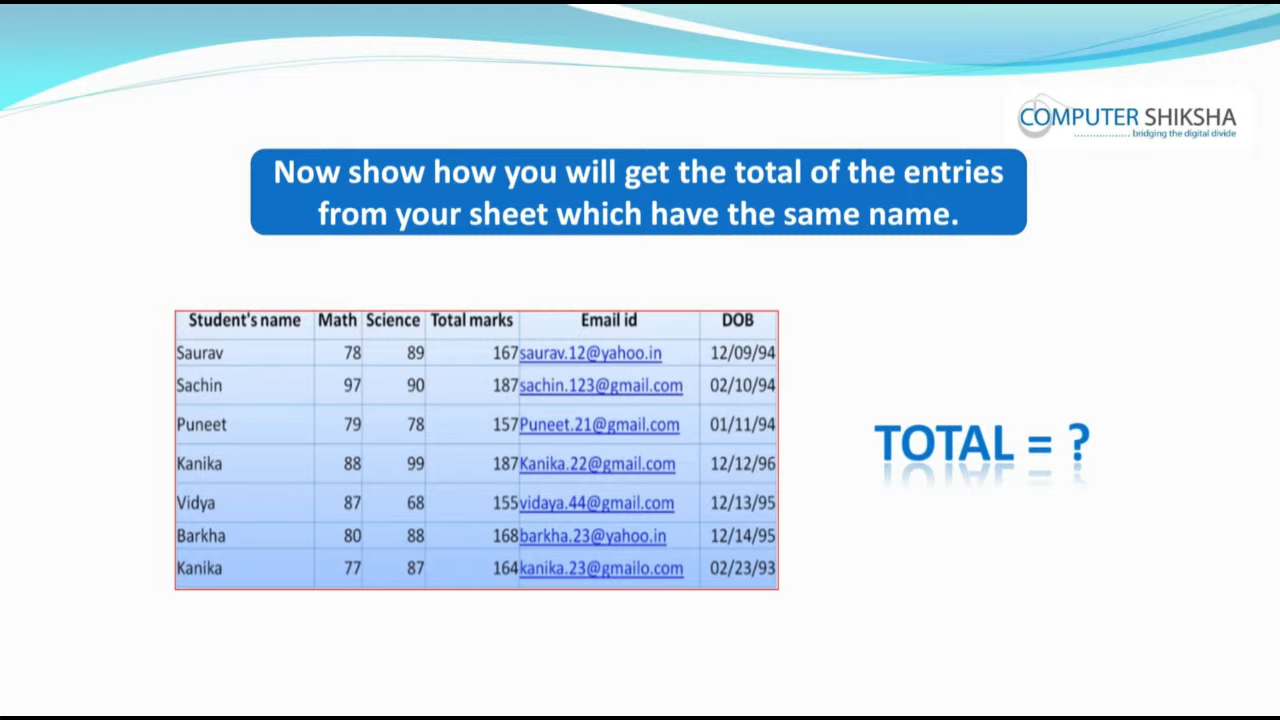 COMPUTER SHIKSHA
bridging the digital divide
Now show how you will get the total of the entries
from your sheet which have the same name.
Student's name Math Science Total marks Email id DOB
Saurav 78 89 167 saurav.12@yahoo.in 12/09/94
Sachin 97 90 187 sachin.123@gmail.com 02/10/94
Puneet 79 78 157 Puneet.21@gmail.com 01/11/94
Kanika 88 99 187 Kanika.22@gmail.com 12/12/96
Vidya 87 68 155 vidaya.44@gmail.com 12/13/95
Barkha 80 88 168 barkha.23@yahoo.in 12/14/95
Kanika 77 87 164 kanika.23@gmailo.com 02/23/93
TOTAL = ?